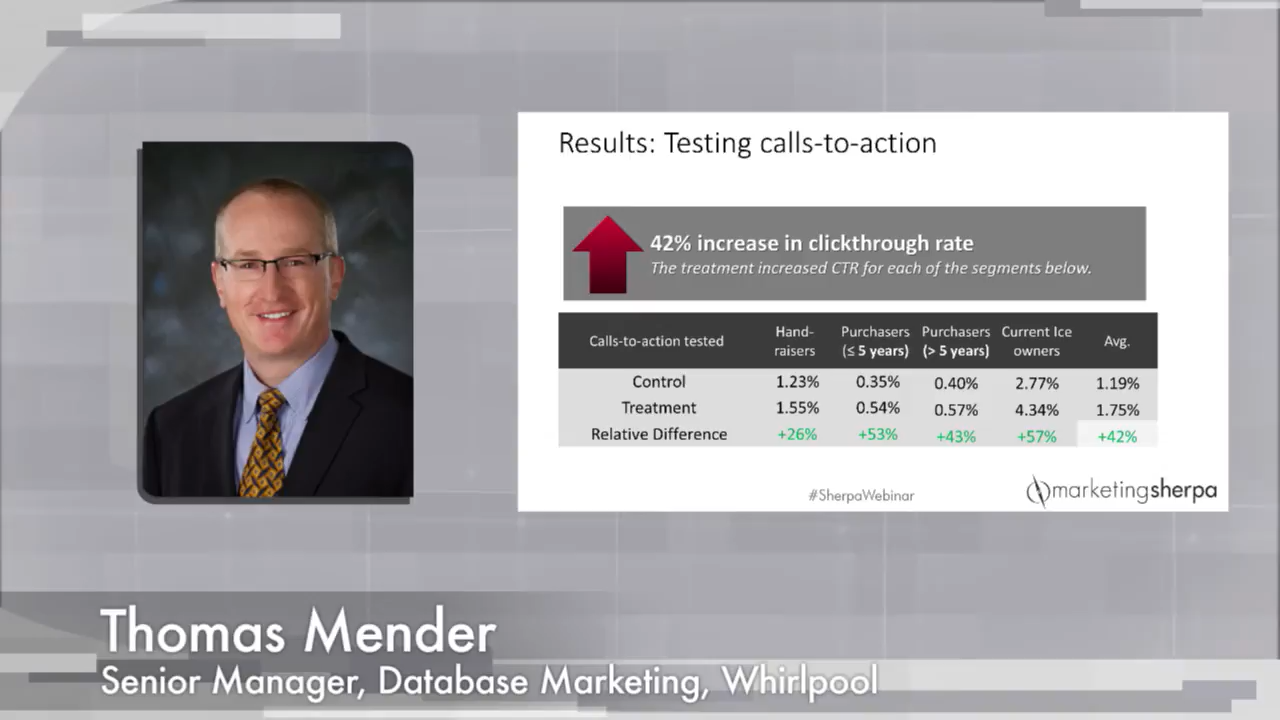 Results: Testing calls-to-action
42% increase in clickthrough rate
The treatment increased CTR for each of the segments below.
Calls-to-action tested Hand-raisers Purchasers (≤ 5 years) Purchasers (> 5 years) Current Ice owners Avg.
Control 1.23% 0.35% 0.40% 2.77% 1.19%
Treatment 1.55% 0.54% 0.57% 4.34% 1.75%
Relative Difference +26% +53% +43% +57% +42%
#SherpaWebinar
marketingsherpa
Thomas Mender
Senior Manager, Database Marketing, Whirlpool